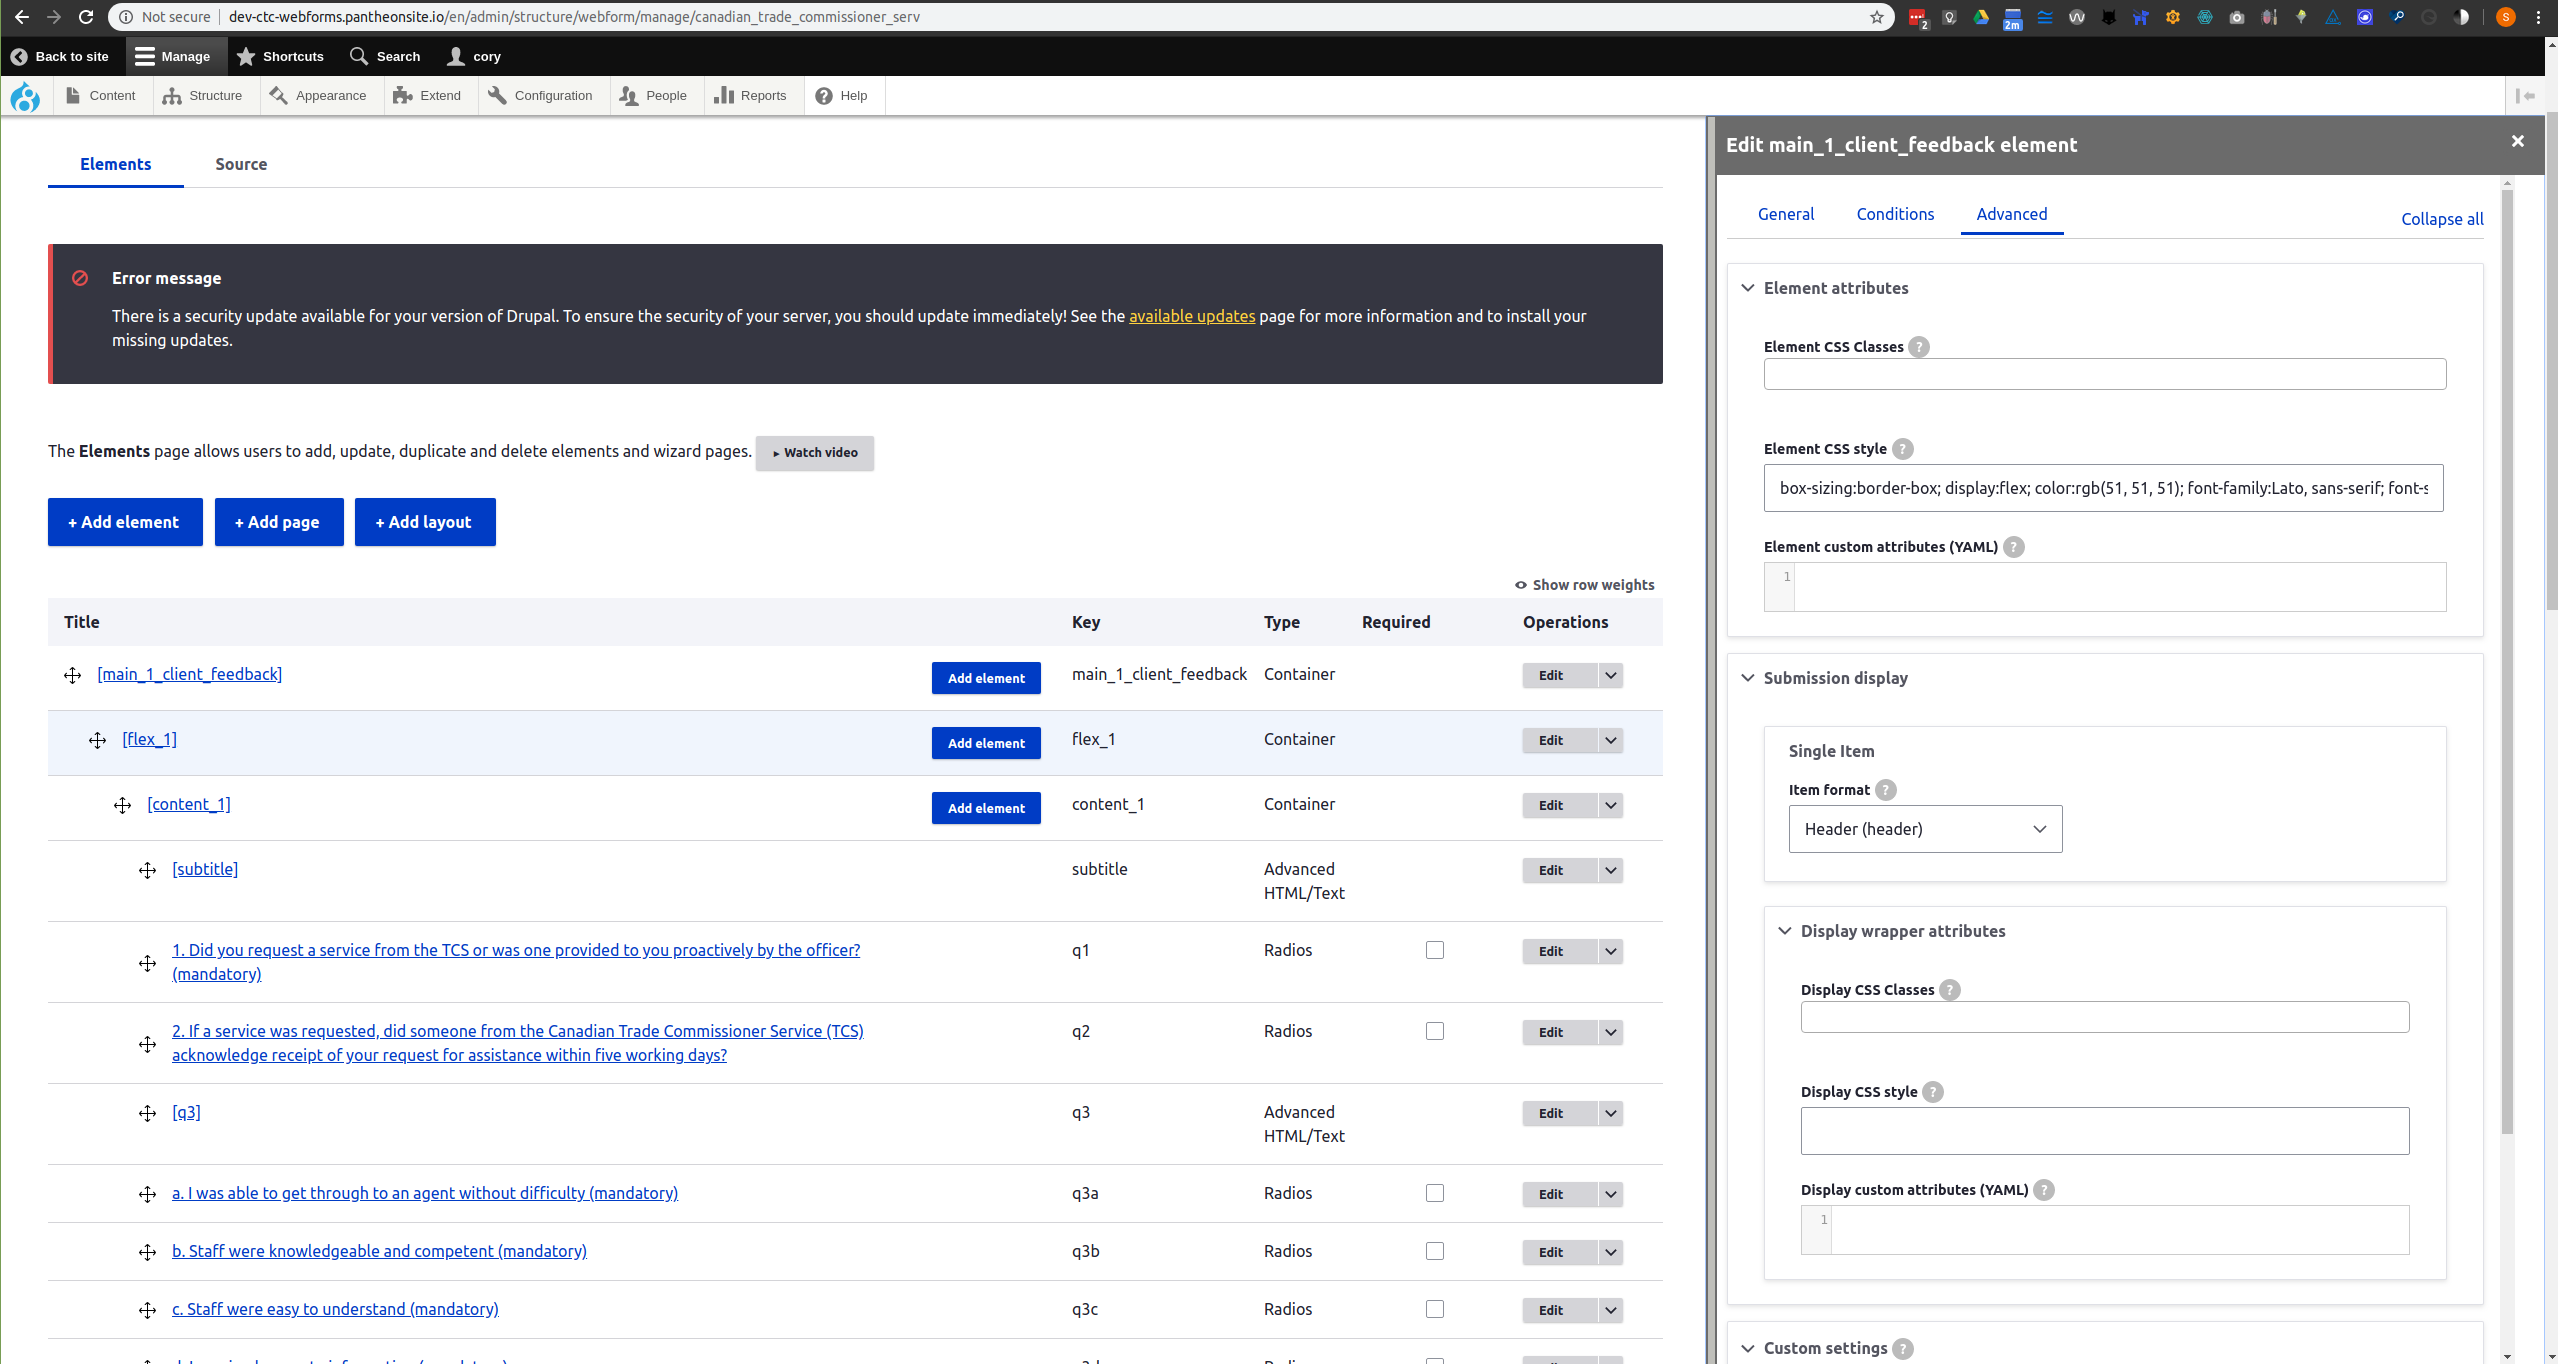 Not secure | dev-ctc-webforms.pantheonsite.io/en/admin/structure/webform/manage/canadian_trade_commissioner_serv
2
2m
S
Back to site
Manage
Shortcuts
Search
cory
Content
Structure
Appearance
Extend
Configuration
People
Reports
Help
Elements
Source
Error message
There is a security update available for your version of Drupal. To ensure the security of your server, you should update immediately! See the available updates page for more information and to install your
missing updates.
The Elements page allows users to add, update, duplicate and delete elements and wizard pages.
Watch video
+ Add element
+ Add page
+ Add layout
Show row weights
Title Key Type Required Operations
[main_1_client_feedback] Add element main_1_client_feedback Container Edit
[flex_1] Add element flex_1 Container Edit
[content_1] Add element content_1 Container Edit
[subtitle] subtitle Advanced HTML/Text Edit
1. Did you request a service from the TCS or was one provided to you proactively by the officer?
(mandatory)
q1 Radios Edit
2. If a service was requested, did someone from the Canadian Trade Commissioner Service (TCS)
acknowledge receipt of your request for assistance within five working days?
q2 Radios Edit
[q3] q3 Advanced HTML/Text Edit
a. I was able to get through to an agent without difficulty (mandatory) q3a Radios Edit
b. Staff were knowledgeable and competent (mandatory) q3b Radios Edit
c. Staff were easy to understand (mandatory) q3c Radios Edit
Edit main_1_client_feedback element
General
Conditions
Advanced
Collapse all
Element attributes
Element CSS Classes ?
Element CSS style ?
box-sizing:border-box; display:flex; color:rgb(51, 51, 51); font-family:Lato, sans-serif; font-s
Element custom attributes (YAML) ?
1
Submission display
Single Item
Item format ?
Header (header)
Display wrapper attributes
Display CSS Classes ?
Display CSS style ?
Display custom attributes (YAML) ?
1
Custom settings ?